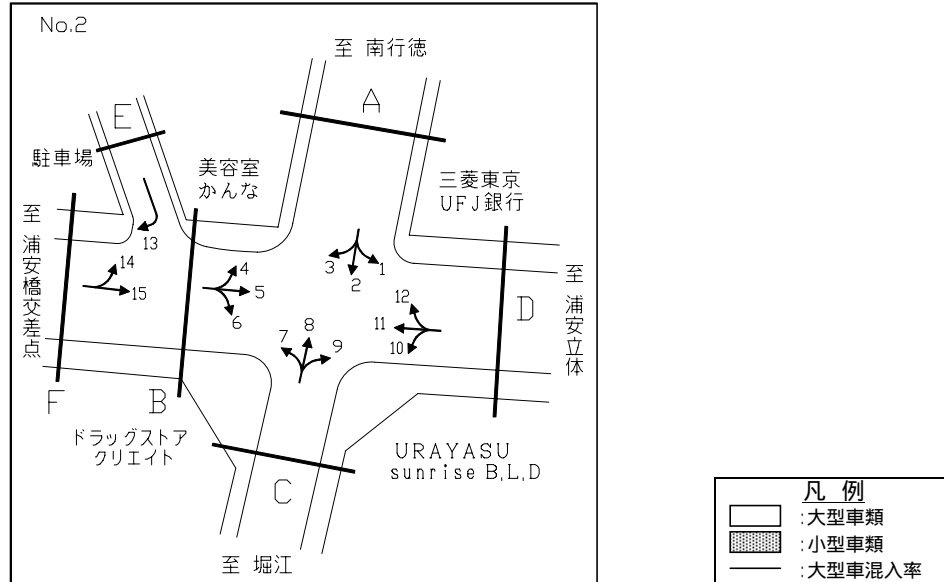 No.2
至 南行徳
A
E
駐車場
美容室
かんな
三菱東京
UFJ銀行
至 浦安橋交差点
13
14
15
4
5
6
3
2
1
12
11
10
D
至 浦安立体
7
8
9
F
B
ドラッグストア
クリエイト
C
URAYASU
sunrise B,L,D
至 堀江
凡 例
:大型車類
:小型車類
:大型車混入率